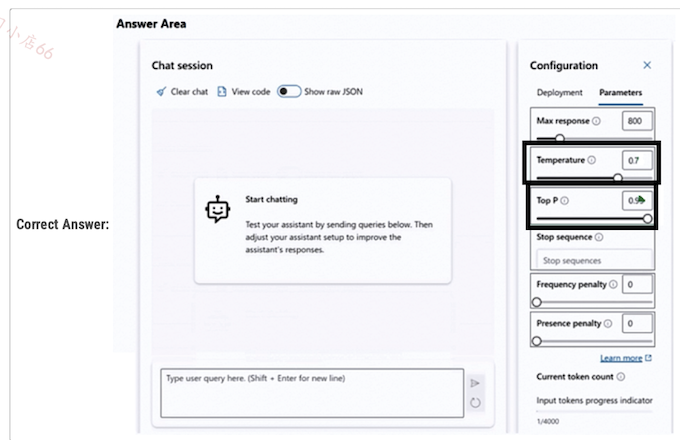 小店66
Answer Area
Correct Answer:
Chat session
Clear chat View code Show raw JSON
Start chatting
Test your assistant by sending queries below. Then
adjust your assistant setup to improve the
assistant's responses.
Type user query here. (Shift + Enter for new line)
Configuration
Deployment Parameters
Max response 800
Temperature 0.7
Top P
Stop sequence
Stop sequences
Frequency penalty 0
Presence penalty 0
Learn more
Current token count
Input tokens progress indicator
1/4000